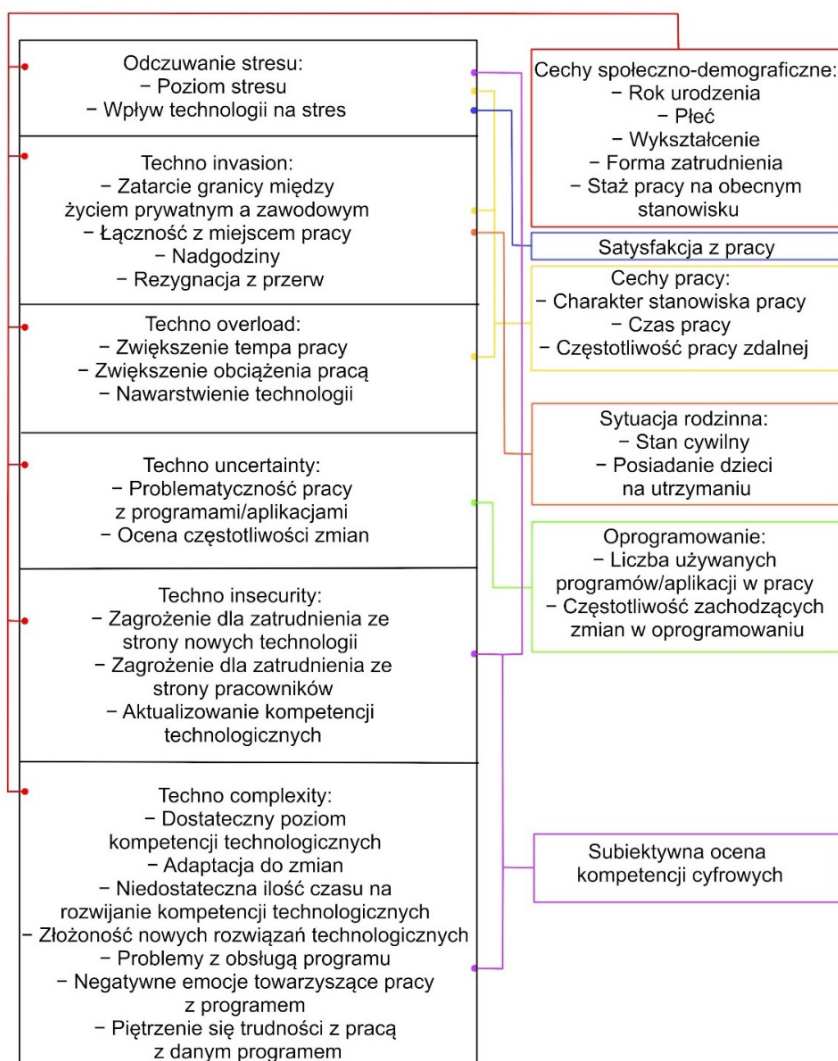 Odczuwanie stresu:
− Poziom stresu
− Wpływ technologii na stres
Techno invasion:
− Zatarcie granicy między
życiem prywatnym a zawodowym
− Łączność z miejscem pracy
− Nadgodziny
− Rezygnacja z przerw
Techno overload:
− Zwiększenie tempa pracy
− Zwiększenie obciążenia pracą
− Nawarstwienie technologii
Techno uncertainty:
− Problematyczność pracy
z programami/aplikacjami
− Ocena częstotliwości zmian
Techno insecurity:
− Zagrożenie dla zatrudnienia ze
strony nowych technologii
− Zagrożenie dla zatrudnienia ze
strony pracowników
− Aktualizowanie kompetencji
technologicznych
Techno complexity:
− Dostateczny poziom
kompetencji technologicznych
− Adaptacja do zmian
− Niedostateczna ilość czasu na
rozwijanie kompetencji technologicznych
− Złożoność nowych rozwiązań technologicznych
− Problemy z obsługą programu
− Negatywne emocje towarzyszące pracy
z programem
− Piętrzenie się trudności z pracą
z danym programem
Cechy społeczno-demograficzne:
− Rok urodzenia
− Płeć
− Wykształcenie
− Forma zatrudnienia
− Staż pracy na obecnym
stanowisku
Satysfakcja z pracy
Cechy pracy:
− Charakter stanowiska pracy
− Czas pracy
− Częstotliwość pracy zdalnej
Sytuacja rodzinna:
− Stan cywilny
− Posiadanie dzieci
na utrzymaniu
Oprogramowanie:
− Liczba używanych
programów/aplikacji w pracy
− Częstotliwość zachodzących
zmian w oprogramowaniu
Subiektywna ocena
kompetencji cyfrowych